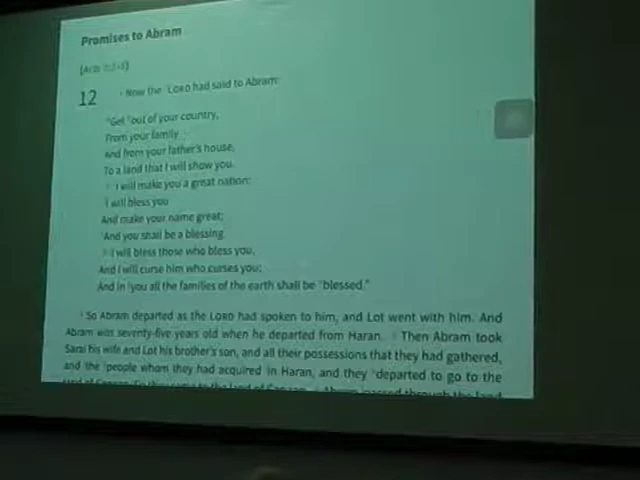 Promises to Abram
12 Now the LORD had said to Abram:
"Get out of your country,
From your family
And from your father's house,
To a land that I will show you.
I will make you a great nation;
I will bless you
And make your name great;
And you shall be a blessing.
I will bless those who bless you,
And I will curse him who curses you;
And in you all the families of the earth shall be blessed."
So Abram departed as the LORD had spoken to him, and Lot went with him. And
Abram was seventy-five years old when he departed from Haran. Then Abram took
Sarai his wife and Lot his brother's son, and all their possessions that they had gathered,
and the people whom they had acquired in Haran, and they departed to go to the